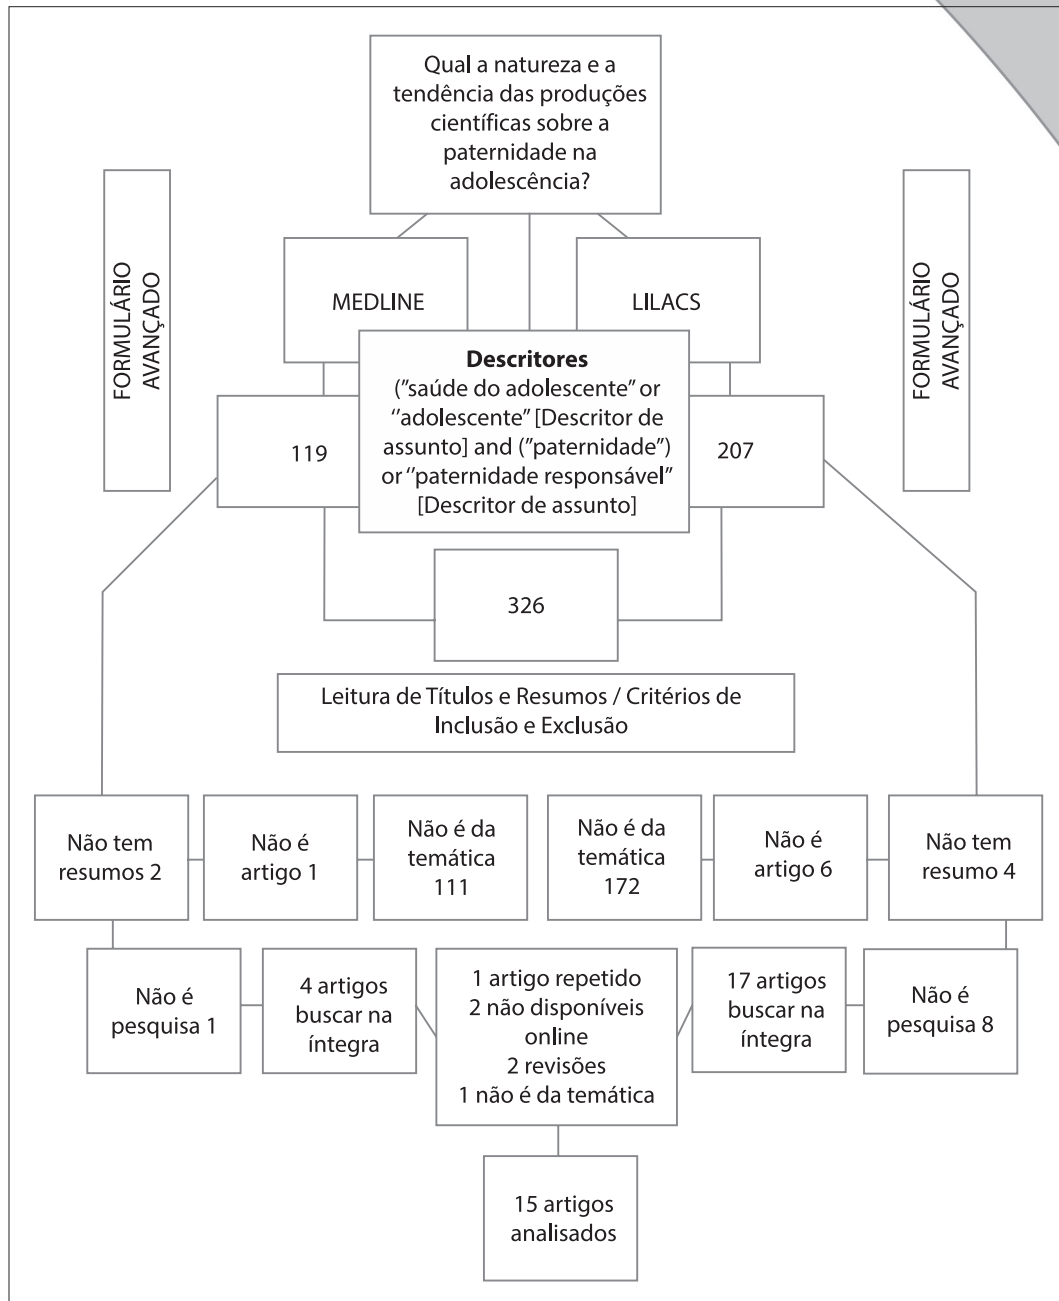 Qual a natureza e a
tendência das produções
científicas sobre a
paternidade na
adolescência?
FORMULÁRIO
AVANÇADO
FORMULÁRIO
AVANÇADO
MEDLINE
LILACS
Descritores
("saúde do adolescente" or
"adolescente" [Descritor de
assunto] and ("paternidade")
or "paternidade responsável"
[Descritor de assunto]
119
207
326
Leitura de Títulos e Resumos / Critérios de
Inclusão e Exclusão
Não tem
resumos 2
Não é
artigo 1
Não é da
temática
111
Não é da
temática
172
Não é
artigo 6
Não tem
resumo 4
Não é
pesquisa 1
4 artigos
buscar na
íntegra
1 artigo repetido
2 não disponíveis
online
2 revisões
1 não é da temática
17 artigos
buscar na
íntegra
Não é
pesquisa 8
15 artigos
analisados